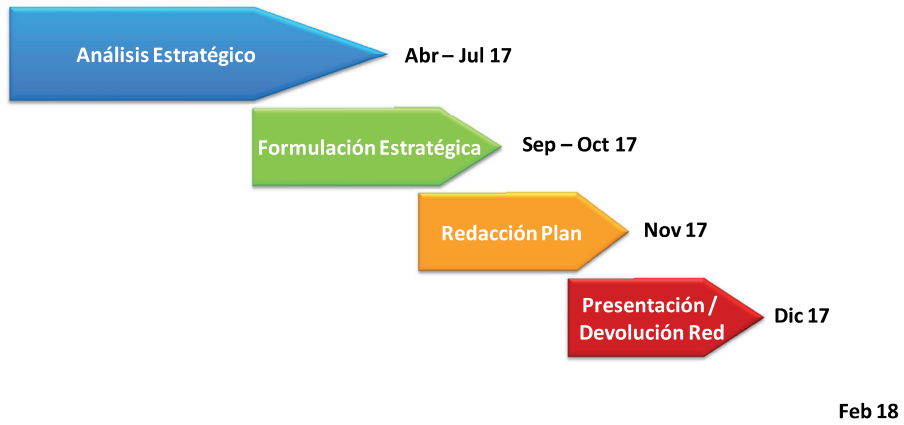 Análisis Estratégico
Abr – Jul 17
Formulación Estratégica
Sep – Oct 17
Redacción Plan
Nov 17
Presentación /
Devolución Red
Dic 17
Feb 18